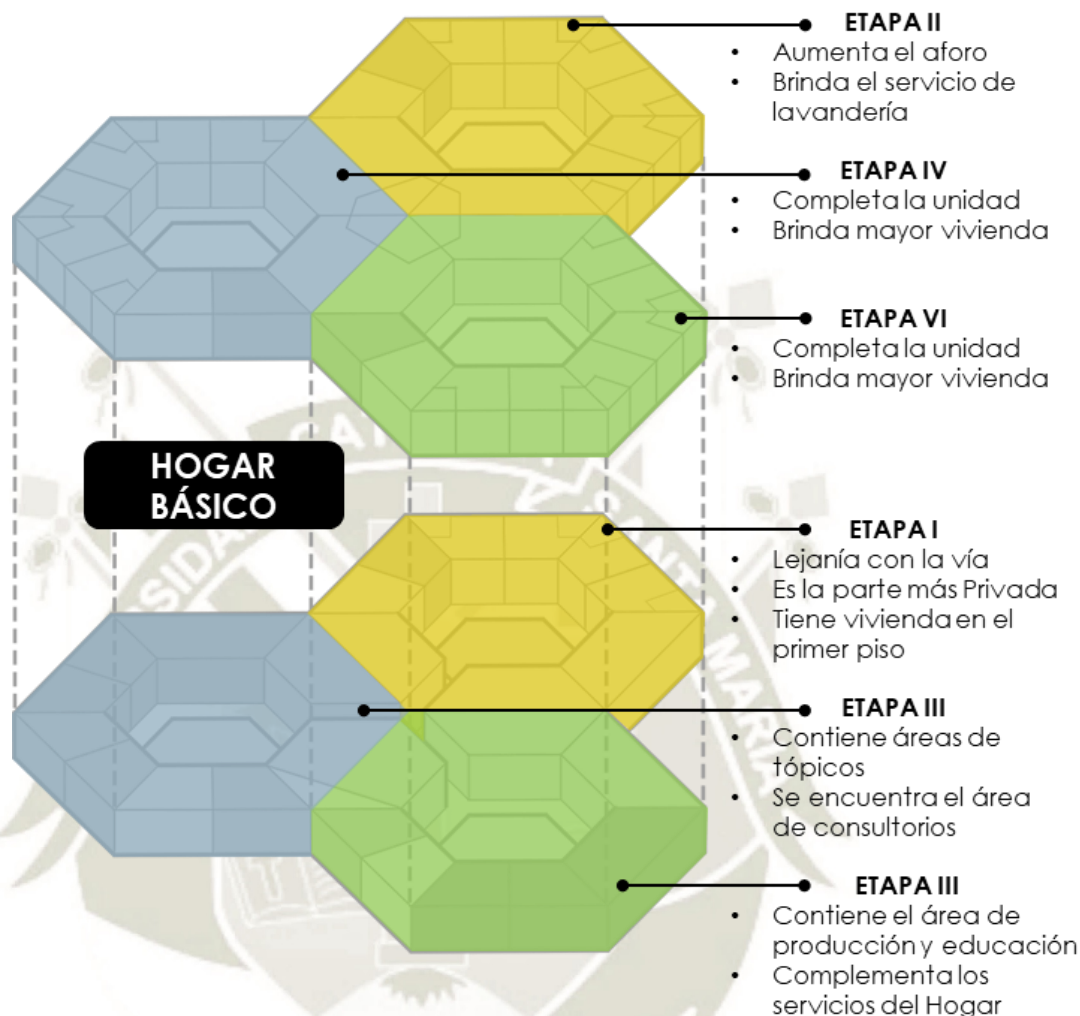 ETAPA II
• Aumenta el aforo
• Brinda el servicio de
lavandería
ETAPA IV
• Completa la unidad
• Brinda mayor vivienda
ETAPA VI
• Completa la unidad
• Brinda mayor vivienda
HOGAR
BÁSICO
ETAPA I
• Lejanía con la vía
• Es la parte más Privada
• Tiene vivienda en el
primer piso
ETAPA III
• Contiene áreas de
tópicos
• Se encuentra el área
de consultorios
ETAPA III
• Contiene el área de
producción y educación
• Complementa los
servicios del Hogar
SANTA MARIA